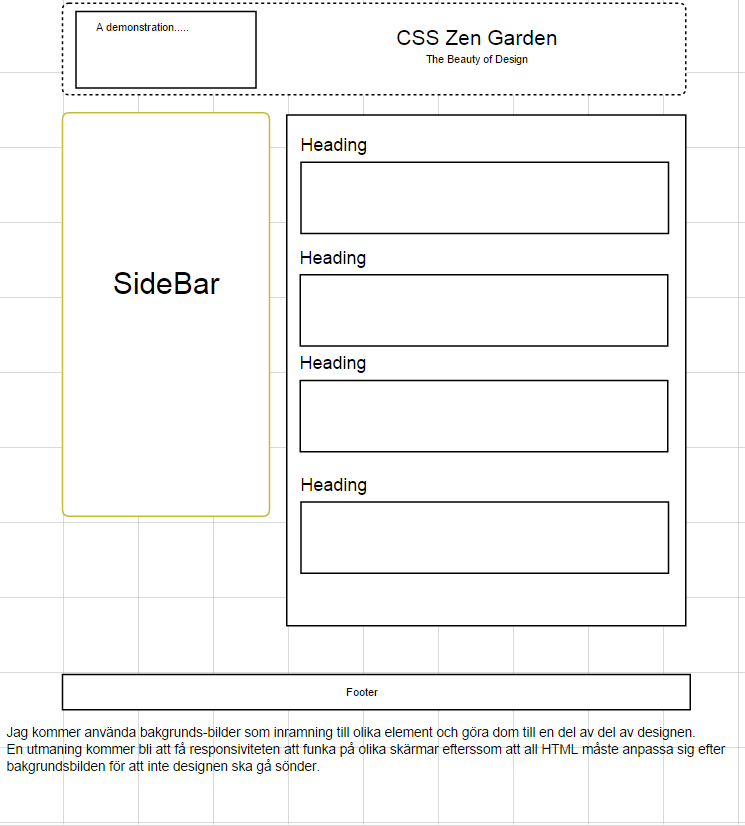 A demonstration.....
CSS Zen Garden
The Beauty of Design
SideBar
Heading
Heading
Heading
Heading
Footer
Jag kommer använda bakgrunds-bilder som inramning till olika element och göra dom till en del av del av designen.
En utmaning kommer bli att få responsiviteten att funka på olika skärmar efterssom att all HTML måste anpassa sig efter
bakgrundsbilden för att inte designen ska gå sönder.